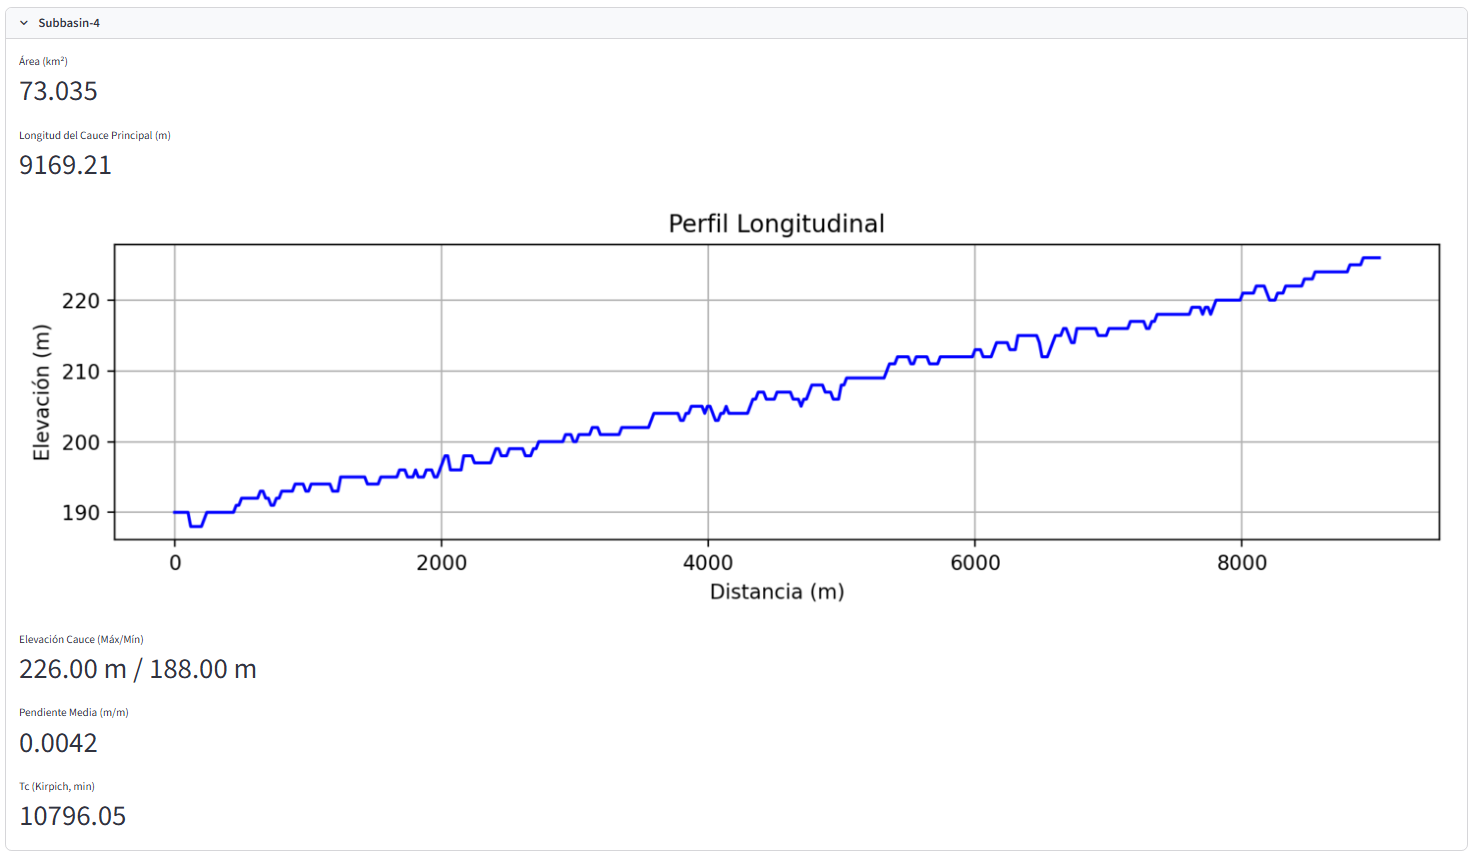 Subbasin-4
Área (km²)
73.035
Longitud del Cauce Principal (m)
9169.21
Perfil Longitudinal
Elevación (m)
220
210
200
190
0 2000 4000 6000 8000
Distancia (m)
Elevación Cauce (Máx/Mín)
226.00 m / 188.00 m
Pendiente Media (m/m)
0.0042
Tc (Kirpich, min)
10796.05